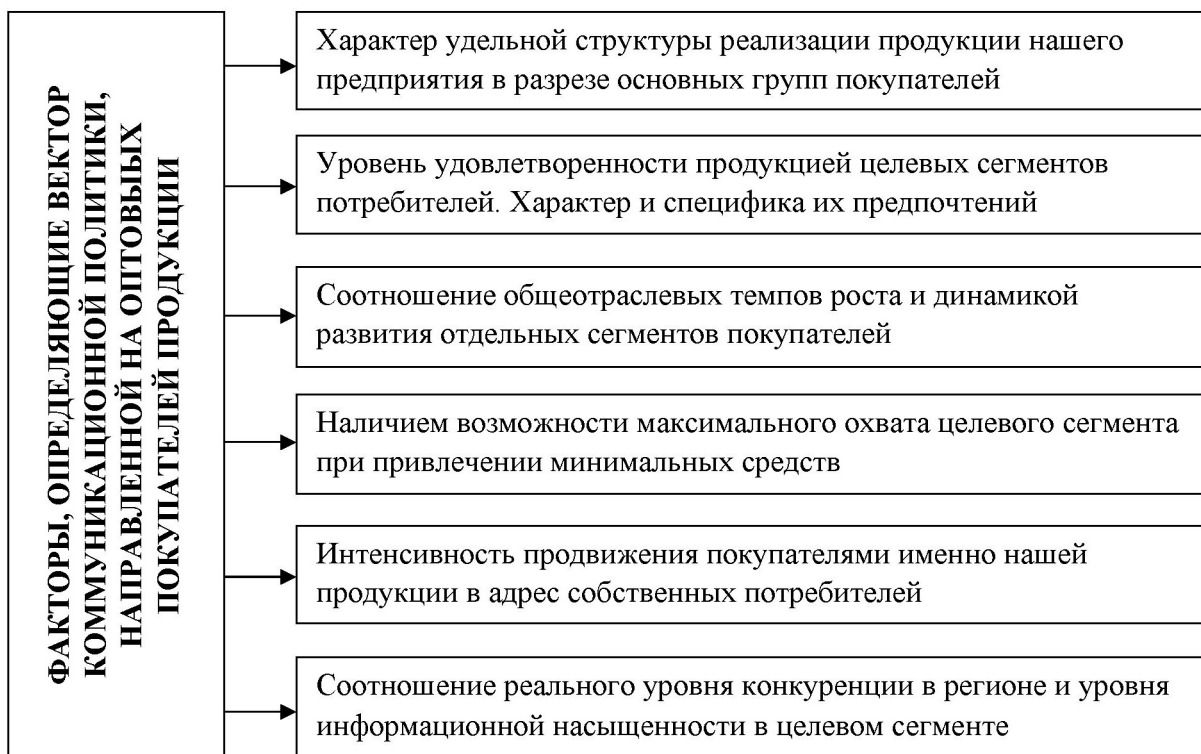 ФАКТОРЫ, ОПРЕДЕЛЯЮЩИЕ ВЕКТОР
КОММУНИКАЦИОННОЙ ПОЛИТИКИ,
НАПРАВЛЕННОЙ НА ОПТОВЫЫХ
ПОКУПАТЕЛЕЙ ПРОДУКЦИИ
Характер удельной структуры реализации продукции нашего
предприятия в разрезе основных групп покупателей
Уровень удовлетворенности продукцией целевых сегментов
потребителей. Характер и специфика их предпочтений
Соотношение общеотраслевых темпов роста и динамикой
развития отдельных сегментов покупателей
Наличием возможности максимального охвата целевого сегмента
при привлечении минимальных средств
Интенсивность продвижения покупателями именно нашей
продукции в адрес собственных потребителей
Соотношение реального уровня конкуренции в регионе и уровня
информационной насыщенности в целевом сегменте